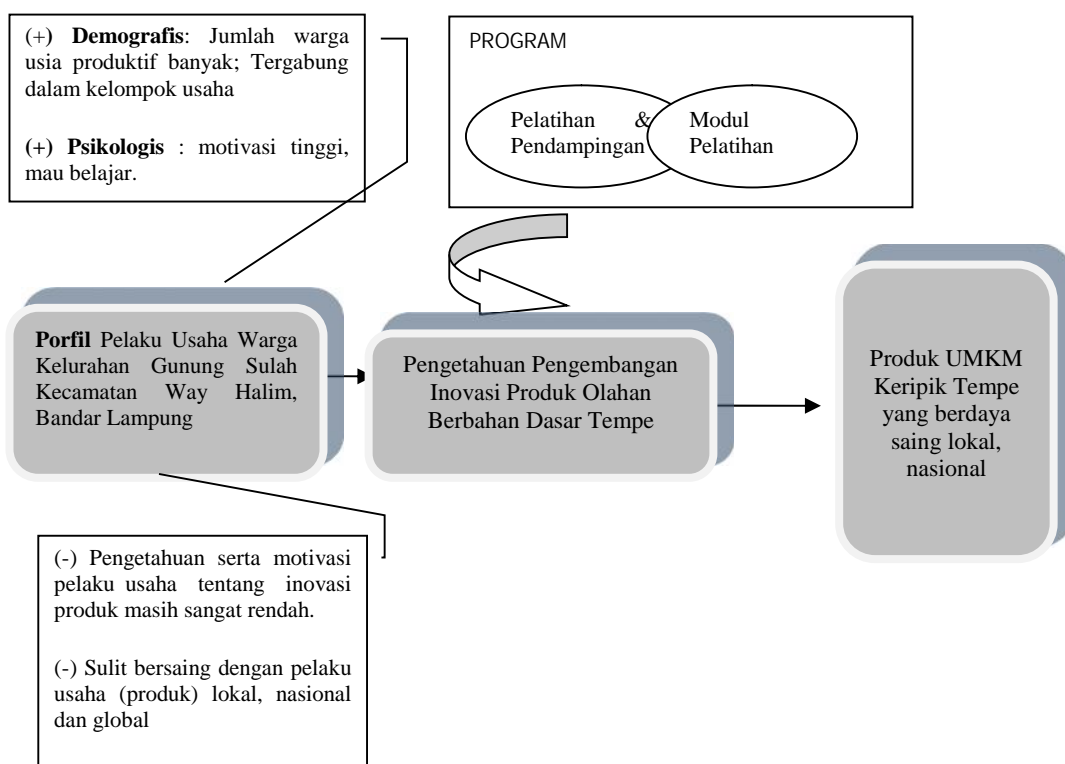 (+) Demografis: Jumlah warga
usia produktif banyak; Tergabung
dalam kelompok usaha
(+) Psikologis : motivasi tinggi,
mau belajar.
PROGRAM
Pelatihan &
Pendampingan
Modul
Pelatihan
Porfil Pelaku Usaha Warga
Kelurahan Gunung Sulah
Kecamatan Way Halim,
Bandar Lampung
Pengetahuan Pengembangan
Inovasi Produk Olahan
Berbahan Dasar Tempe
Produk UMKM
Keripik Tempe
yang berdaya
saing lokal,
nasional
(-) Pengetahuan serta motivasi
pelaku usaha tentang inovasi
produk masih sangat rendah.
(-) Sulit bersaing dengan pelaku
usaha (produk) lokal, nasional
dan global